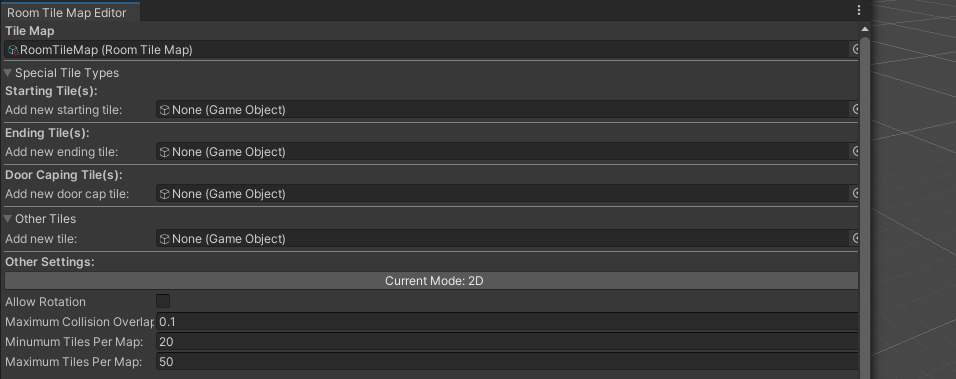 Room Tile Map Editor
Tile Map
RoomTileMap (Room Tile Map)
Special Tile Types
Starting Tile(s):
Add new starting tile: None (Game Object)
Ending Tile(s):
Add new ending tile: None (Game Object)
Door Caping Tile(s):
Add new door cap tile: None (Game Object)
Other Tiles
Add new tile: None (Game Object)
Other Settings:
Current Mode: 2D
Allow Rotation
Maximum Collision Overlap 0.1
Minumum Tiles Per Map: 20
Maximum Tiles Per Map: 50